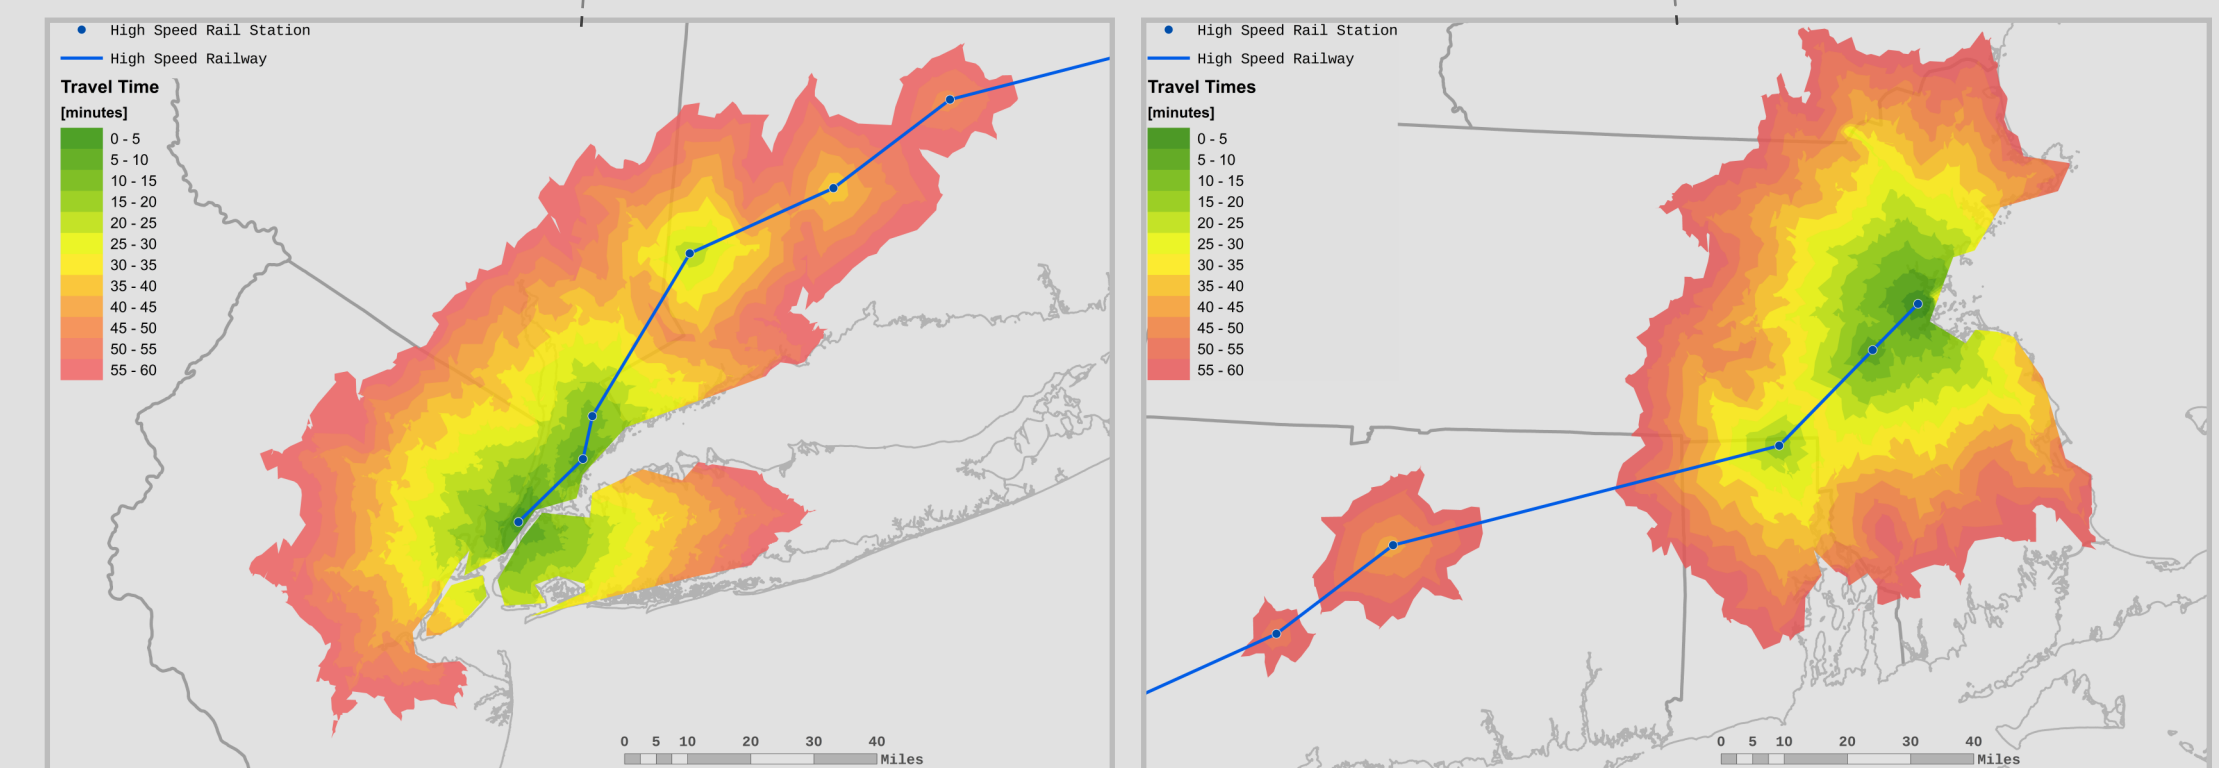 High Speed Rail Station
High Speed Railway
Travel Time
[minutes]
0 - 5
5 - 10
10 - 15
15 - 20
20 - 25
25 - 30
30 - 35
35 - 40
40 - 45
45 - 50
50 - 55
55 - 60
0 5 10 20 30 40
Miles
High Speed Rail Station
High Speed Railway
Travel Times
[minutes]
0 - 5
5 - 10
10 - 15
15 - 20
20 - 25
25 - 30
30 - 35
35 - 40
40 - 45
45 - 50
50 - 55
55 - 60
0 5 10 20 30 40
Miles